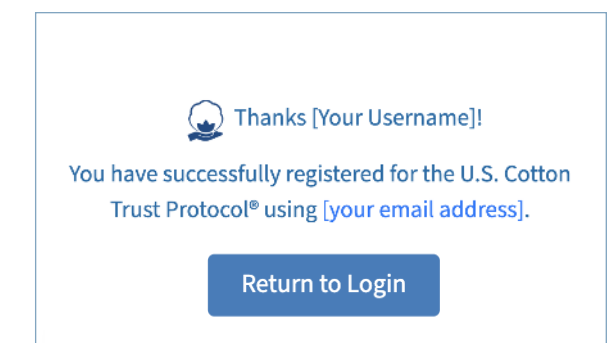 Thanks [Your Username]!
You have successfully registered for the U.S. Cotton
Trust Protocol® using [your email address].
Return to Login